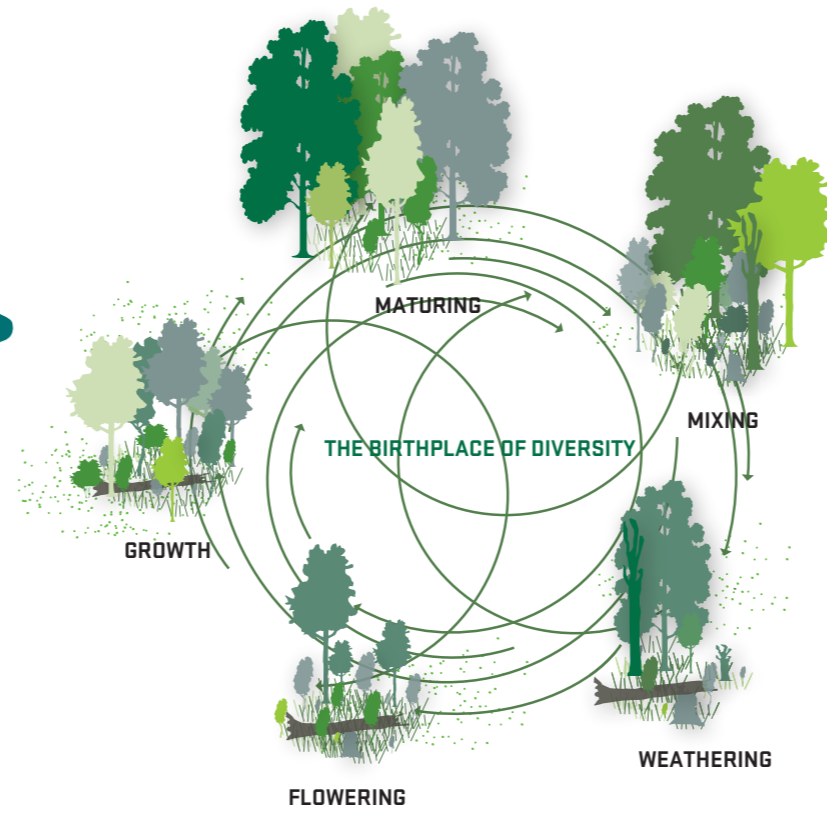 MATURING
MIXING
THE BIRTHPLACE OF DIVERSITY
GROWTH
WEATHERING
FLOWERING